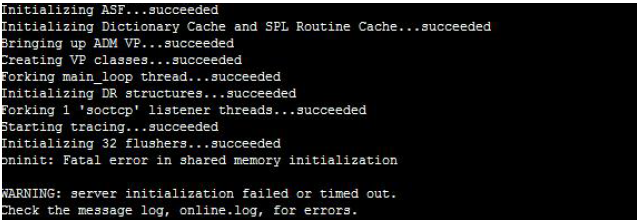 Initializing ASF...succeeded
Initializing Dictionary Cache and SPL Routine Cache...succeeded
Bringing up ADM VP...succeeded
Creating VP classes...succeeded
Forking main_loop thread...succeeded
Initializing DR structures...succeeded
Forking 1 'soctcp' listener threads...succeeded
Starting tracing...succeeded
Initializing 32 flushers...succeeded
oninit: Fatal error in shared memory initialization
WARNING: server initialization failed or timed out.
Check the message log, online.log, for errors.